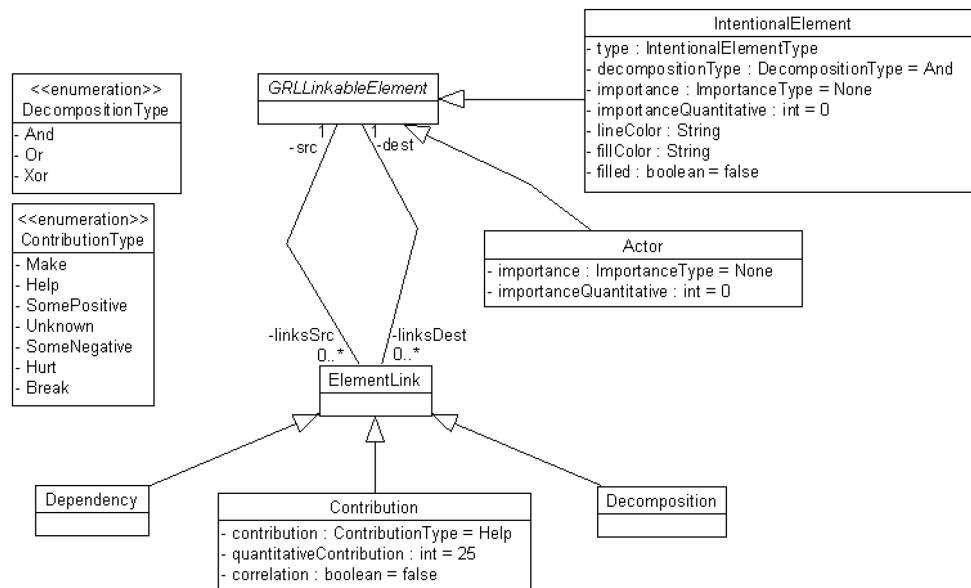 IntentionalElement
- type : IntentionalElementType
- decompositionType : DecompositionType = And
- importance : ImportanceType = None
- importanceQuantitative : int = 0
- lineColor : String
- fillColor : String
- filled : boolean = false
<<enumeration>>
DecompositionType
- And
- Or
- Xor
GRLLinkableElement
1
-src
1
-dest
<<enumeration>>
ContributionType
- Make
- Help
- SomePositive
- Unknown
- SomeNegative
- Hurt
- Break
Actor
- importance : ImportanceType = None
- importanceQuantitative : int = 0
-linksSrc
0..*
-linksDest
0..*
ElementLink
Dependency
Contribution
- contribution : ContributionType = Help
- quantitativeContribution : int = 25
- correlation : boolean = false
Decomposition